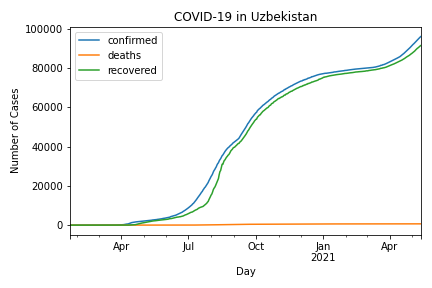 COVID-19 in Uzbekistan
100000
80000
60000
40000
20000
0
Number of Cases
confirmed
deaths
recovered
Apr
Jul
Oct
Jan
2021
Apr
Day